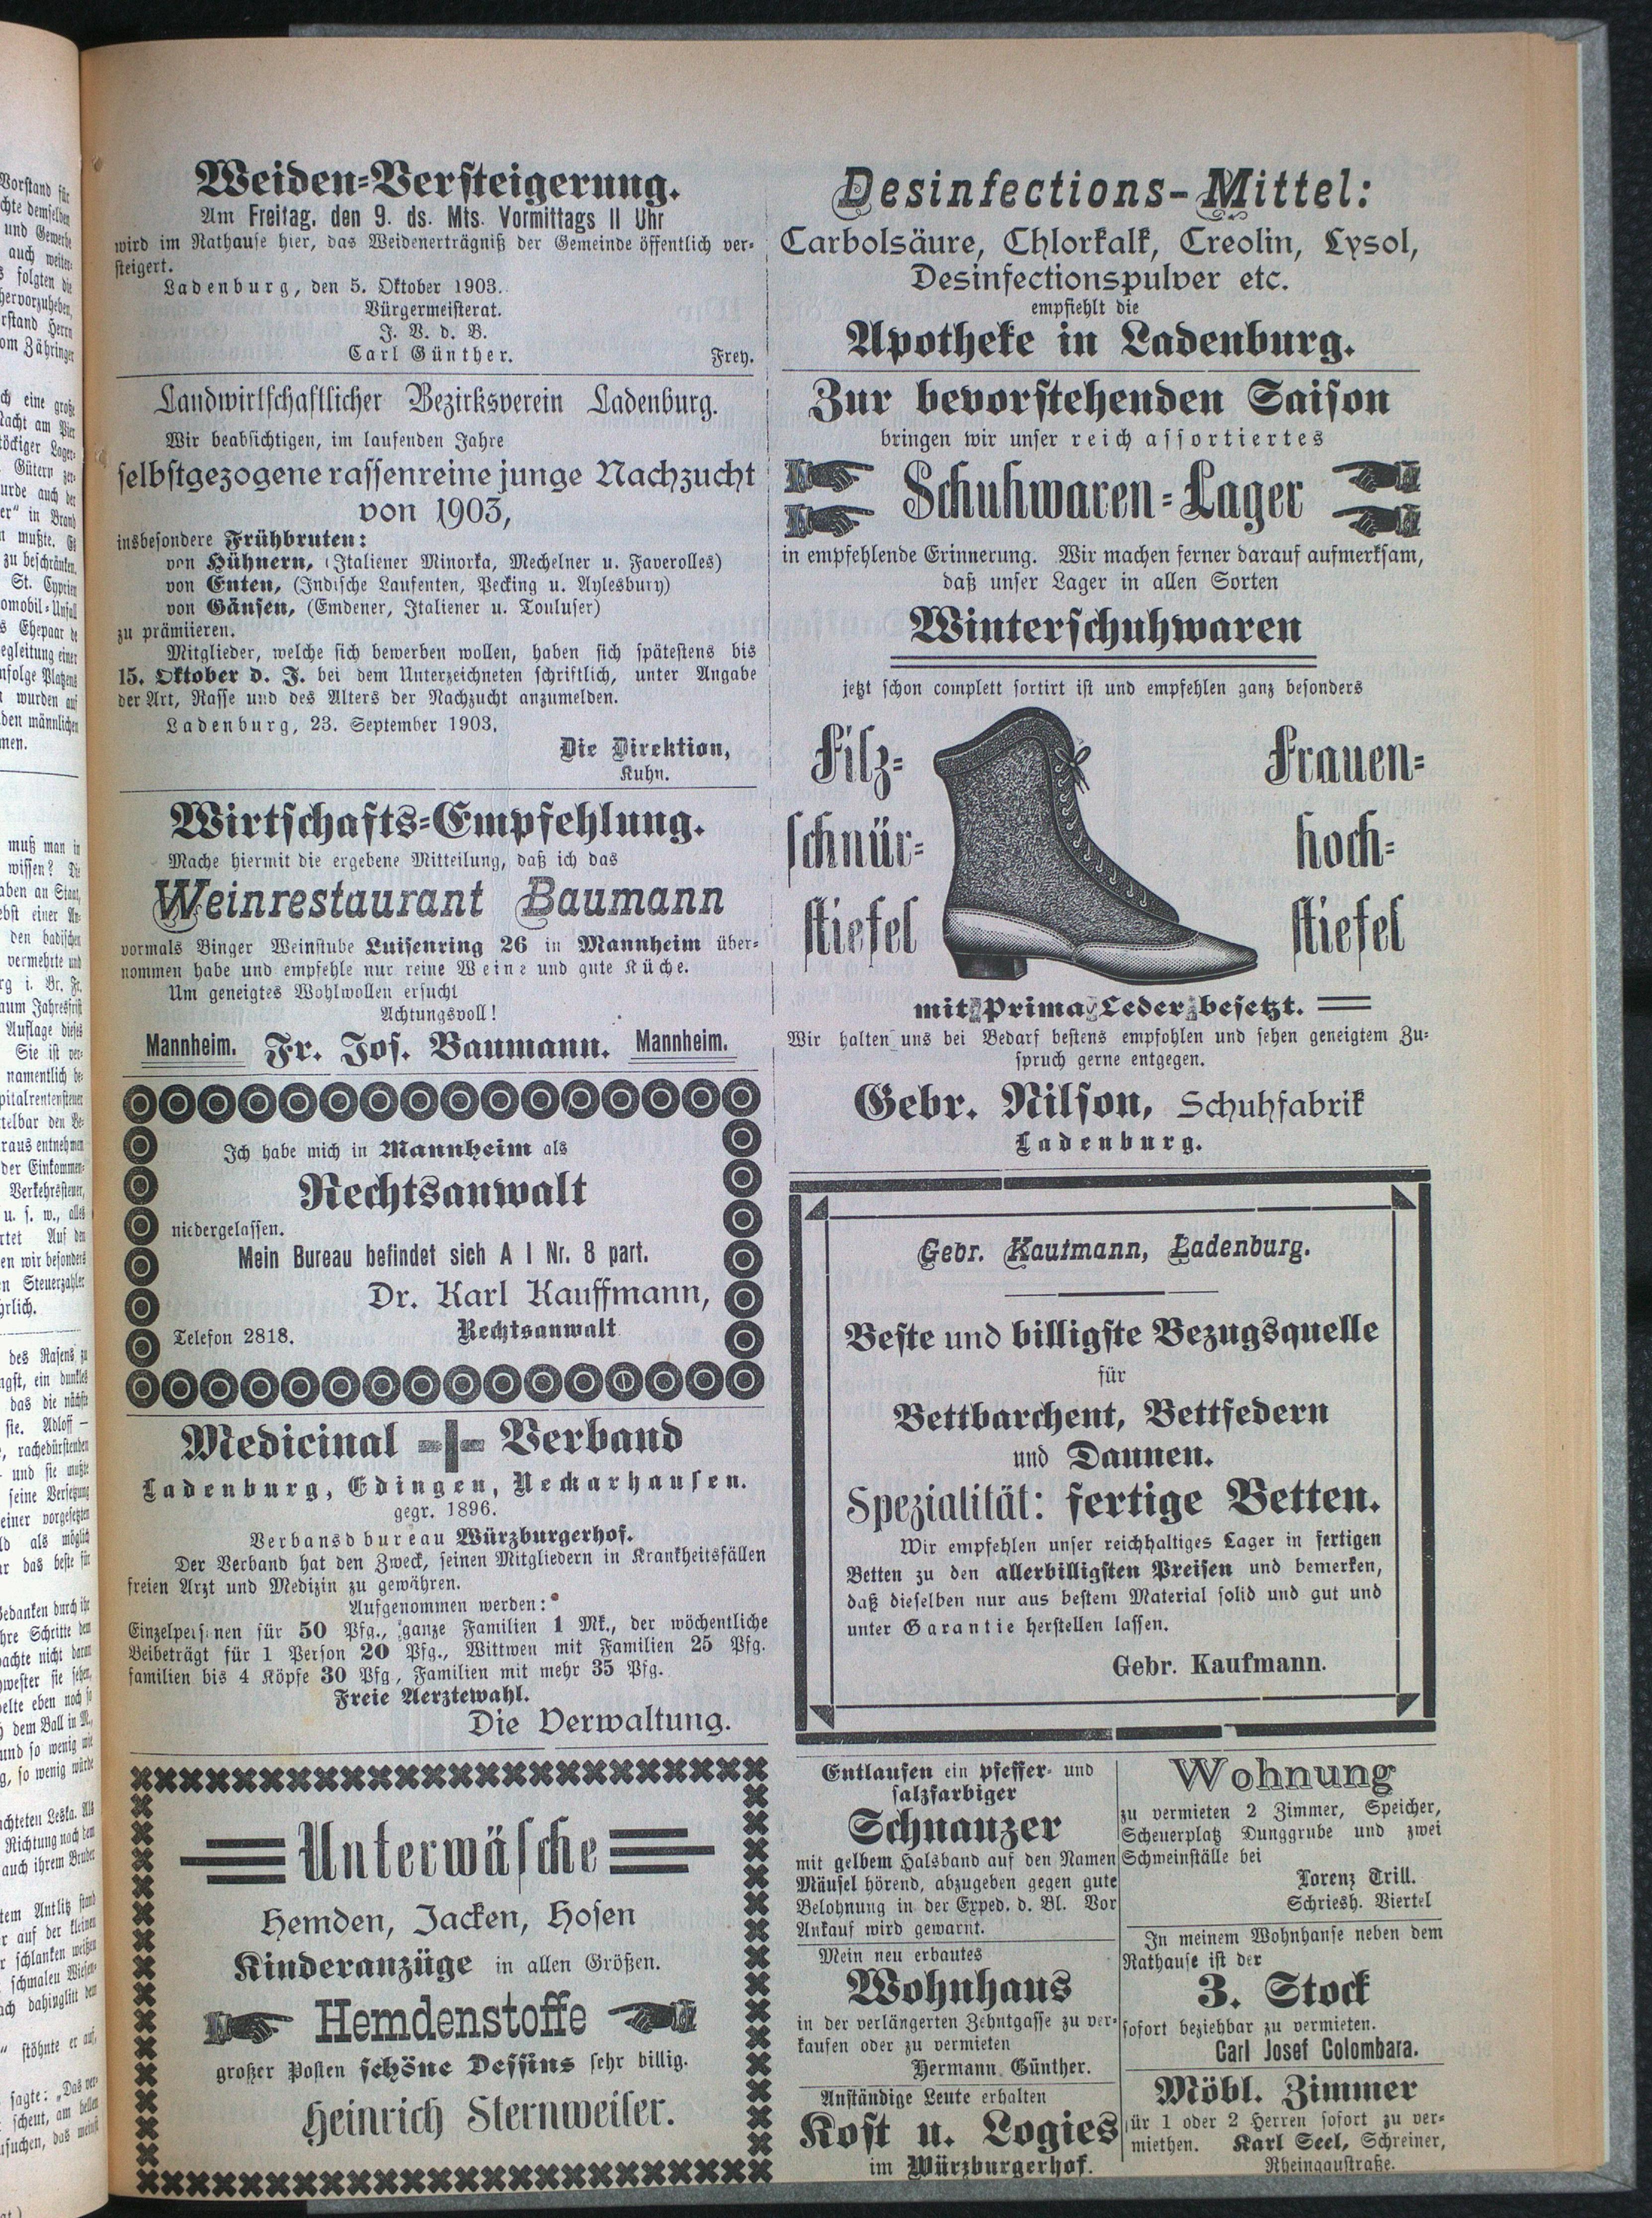 Weiden-Versteigerung.
Am Freitag, den 9. ds. Mts. Vormittags 11 Uhr
wird im Rathause hier, das Weidenerträgniß der Gemeinde öffentlich ver-
steigert.
Ladenburg, den 5. Oktober 1903.
Bürgermeisterat.
J. V. d. B.
Carl Günther. Frey.
Landwirtschaftlicher Bezirksverein Ladenburg.
Wir beabsichtigen, im laufenden Jahre
selbstgezogene rassenreine junge Nachzucht
von 1903,
insbesondere Frühbruten:
von Hühnern, (Italiener Minorka, Mechelner u. Faverolles)
von Enten, (Indische Laufenten, Pecking u. Aylesbury)
von Gänsen, (Emdener, Italiener u. Touluser)
zu prämiieren.
Mitglieder, welche sich bewerben wollen, haben sich spätestens bis
15. Oktober d. J. bei dem Unterzeichneten schriftlich, unter Angabe
der Art, Rasse und des Alters der Nachzucht anzumelden.
Ladenburg, 23. September 1903.
Die Direktion,
Kuhn.
Wirtschafts-Empfehlung.
Mache hiermit die ergebene Mitteilung, daß ich das
Weinrestaurant Baumann
vormals Binger Weinstube Luisenring 26 in Mannheim über-
nommen habe und empfehle nur reine Weine und gute Küche.
Um geneigtes Wohlwollen ersucht
Achtungsvoll!
Mannheim. Fr. Jos. Baumann. Mannheim.
Ich habe mich in Mannheim als
Rechtsanwalt
niedergelassen.
Mein Bureau befindet sich A 1 Nr. 8 part.
Dr. Karl Kauffmann,
Telefon 2818. Rechtsanwalt
Medicinal -|- Verband
Ladenburg, Edingen, Neckarhausen.
gegr. 1896.
Verbansdbureau Würzburgerhof.
Der Verband hat den Zweck, seinen Mitgliedern in Krankheitsfällen
freien Arzt und Medizin zu gewähren.
Aufgenommen werden:
Einzelpersonen für 50 Pfg., ganze Familien 1 Mk., der wöchentliche
Beibeträgt für 1 Person 20 Pfg., Wittwen mit Familien 25 Pfg.
familien bis 4 Köpfe 30 Pfg, Familien mit mehr 35 Pfg.
Freie Aerztewahl.
Die Verwaltung.
Unterwäsche
Hemden, Jacken, Hosen
Kinderanzüge in allen Größen.
Hemdenstoffe
großer Posten schöne Dessins sehr billig.
Heinrich Sternweiler.
Desinfections-Mittel:
Carbolsäure, Chlorkalk, Creolin, Lysol,
Desinfectionspulver etc.
empfiehlt die
Apotheke in Ladenburg.
Zur bevorstehenden Saison
bringen wir unser reich assortiertes
Schuhwaren-Lager
in empfehlende Erinnerung. Wir machen ferner darauf aufmerksam,
daß unser Lager in allen Sorten
Winterschuhwaren
jetzt schon complett sortirt ist und empfehlen ganz besonders
Filz-
schnür-
stiefel
Frauen-
hoch-
stiefel
mit Prima Leder besetzt.
Wir halten uns bei Bedarf bestens empfohlen und sehen geneigtem Zu-
spruch gerne entgegen.
Gebr. Nilson, Schuhfabrik
Ladenburg.
Gebr. Kaufmann, Ladenburg.
Beste und billigste Bezugsquelle
für
Bettbarchent, Bettfedern
und Daunen.
Spezialität: fertige Betten.
Wir empfehlen unser reichhaltiges Lager in fertigen
Betten zu den allerbilligsten Preisen und bemerken,
daß dieselben nur aus bestem Material solid und gut und
unter Garantie herstellen lassen.
Gebr. Kaufmann.
Entlaufen ein pfeffer- und
salzfarbiger
Schnauzer
mit gelbem Halsband auf den Namen
Mäusel hörend, abzugeben gegen gute
Belohnung in der Exped. d. Bl. Vor
Ankauf wird gewarnt.
Mein neu erbautes
Wohnhaus
in der verlängerten Zehntgasse zu ver-
kaufen oder zu vermieten
Hermann Günther.
Anständige Leute erhalten
Kost u. Logies
im Würzburgerhof.
Wohnung
zu vermieten 2 Zimmer, Speicher,
Scheuerplatz Dunggrube und zwei
Schweinställe bei
Lorenz Trill.
Schriesh. Viertel
In meinem Wohnhause neben dem
Rathause ist der
3. Stock
sofort beziehbar zu vermieten.
Carl Josef Colombara.
Möbl. Zimmer
für 1 oder 2 Herren sofort zu ver-
miethen. Karl Seel, Schreiner,
Rheingaustraße.